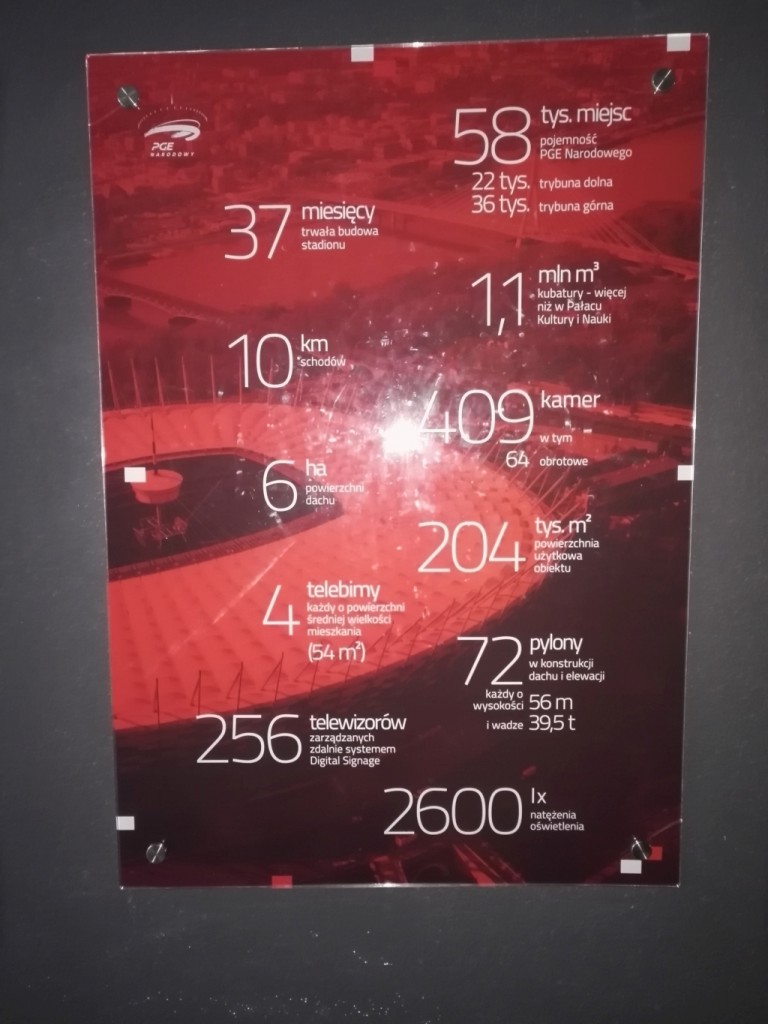 PGE
NARODOWY
58 tys. miejsc
pojemność
PGE Narodowego
22 tys. trybuna dolna
36 tys. trybuna górna
37 miesięcy
trwała budowa
stadionu
1,1 mln m³
kubatury - więcej
niż w Pałacu
Kultury i Nauki
10 km
schodów
409 kamer
w tym
64 obrotowe
6 ha
powierzchni
dachu
204 tys. m²
powierzchnia
użytkowa
obiektu
4 telebimy
każdy o powierzchni
średniej wielkości
mieszkania
(54 m²)
72 pylony
w konstrukcji
dachu i elewacji
każdy o
wysokości 56 m
i wadze 39,5 t
256 telewizorów
zarządzanych
zdalnie systemem
Digital Signage
2600 lx
natężenia
oświetlenia